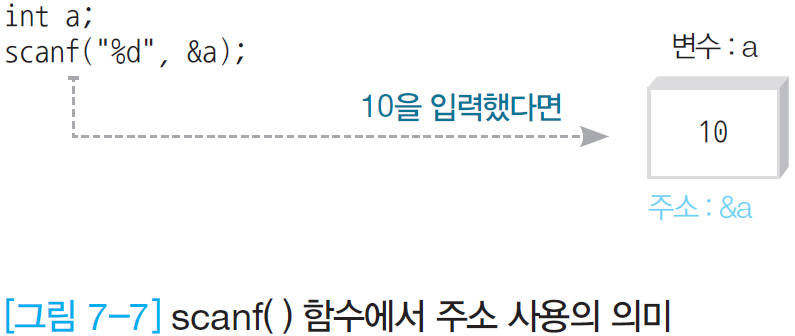 int a;
scanf("%d", &a);
변수 : a
10을 입력했다면
10
주소 : &a
[그림 7-7] scanf( ) 함수에서 주소 사용의 의미